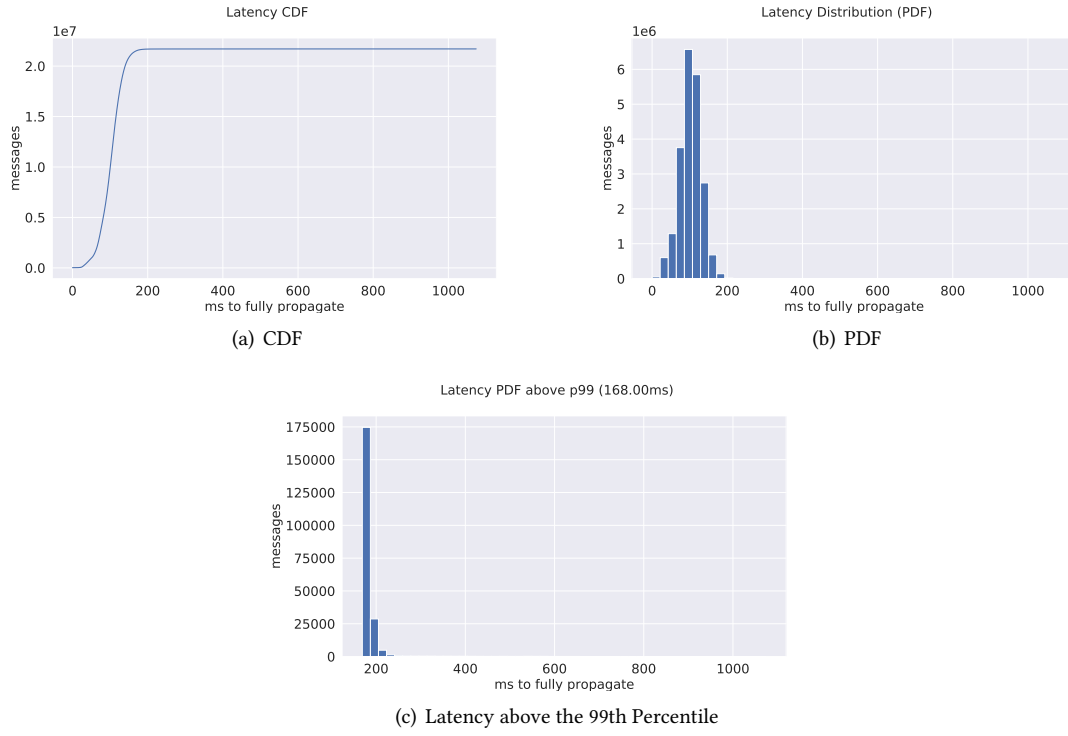 Latency CDF
1e7
2.0
1.5
1.0
0.5
0.0
messages
0 200 400 600 800 1000
ms to fully propagate
(a) CDF
Latency Distribution (PDF)
1e6
6
5
4
3
2
1
0
messages
0 200 400 600 800 1000
ms to fully propagate
(b) PDF
Latency PDF above p99 (168.00ms)
175000
150000
125000
100000
75000
50000
25000
0
messages
200 400 600 800 1000
ms to fully propagate
(c) Latency above the 99th Percentile